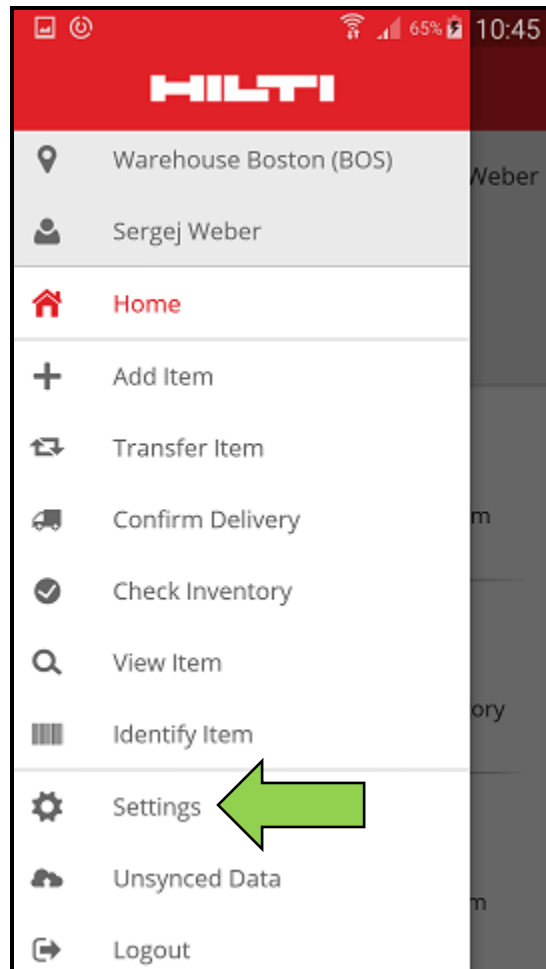 65% 10:45
HILTI
Warehouse Boston (BOS)
Weber
Sergej Weber
Home
Add Item
Transfer Item
Confirm Delivery
m
Check Inventory
View Item
ory
Identify Item
Settings
Unsynced Data
m
Logout